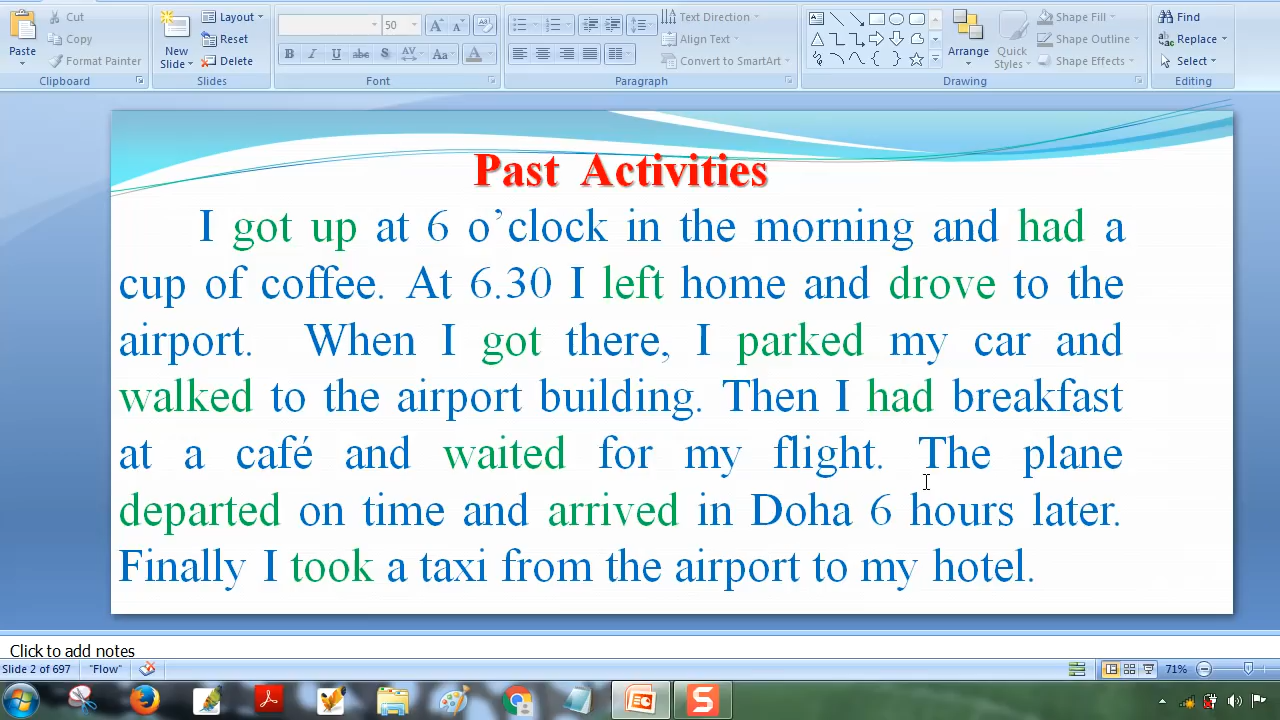 Cut
Copy
Format Painter
Paste
Clipboard
New
Slide
Layout
Reset
Delete
Slides
50
B I U abc S AV Aa A
Font
Text Direction
Align Text
Convert to SmartArt
Paragraph
Arrange
Quick
Styles
Shape Fill
Shape Outline
Shape Effects
Drawing
Find
Replace
Select
Editing
Past Activities
I got up at 6 o’clock in the morning and had a
cup of coffee. At 6.30 I left home and drove to the
airport. When I got there, I parked my car and
walked to the airport building. Then I had breakfast
at a café and waited for my flight. The plane
departed on time and arrived in Doha 6 hours later.
Finally I took a taxi from the airport to my hotel.
Click to add notes
Slide 2 of 697 "Flow" 71%